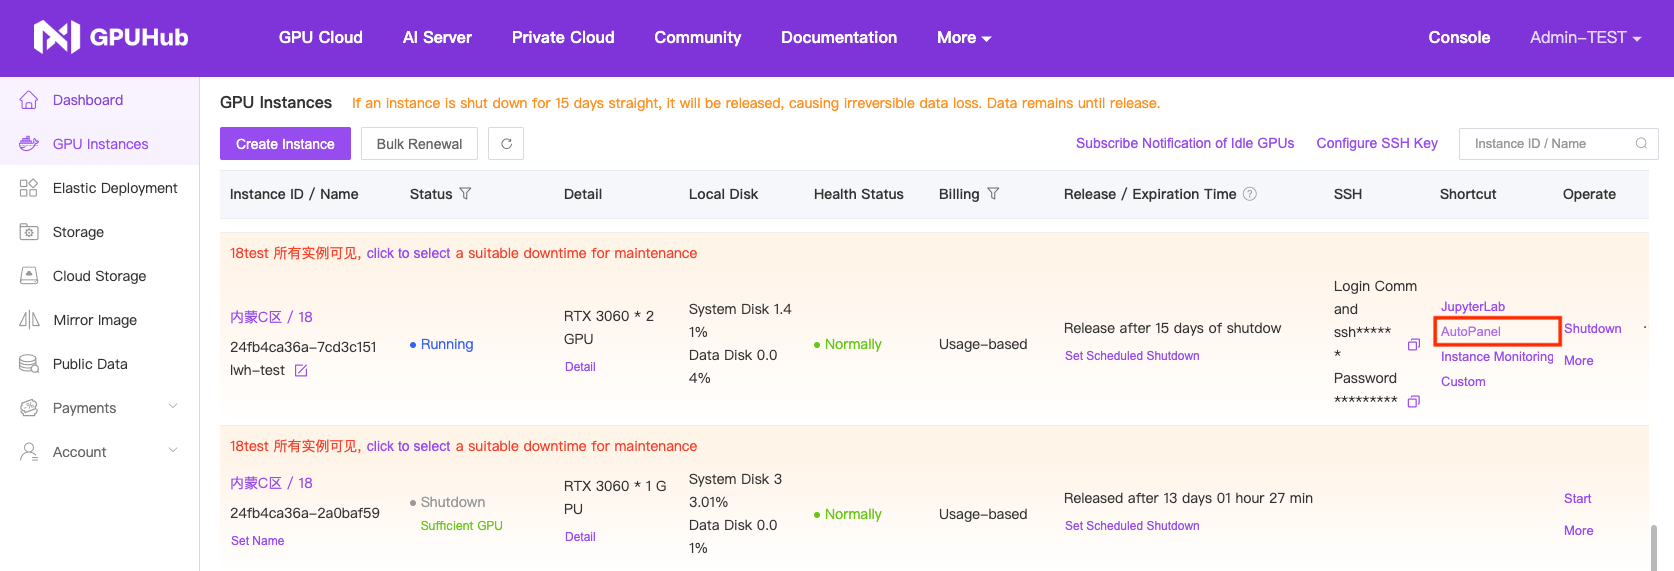 GPUHub
GPU Cloud
AI Server
Private Cloud
Community
Documentation
More
Console
Admin-TEST
Dashboard
GPU Instances
Elastic Deployment
Storage
Cloud Storage
Mirror Image
Public Data
Payments
Account
GPU Instances
If an instance is shut down for 15 days straight, it will be released, causing irreversible data loss. Data remains until release.
Create Instance
Bulk Renewal
Subscribe Notification of Idle GPUs
Configure SSH Key
Instance ID / Name
Instance ID / Name
Status
Detail
Local Disk
Health Status
Billing
Release / Expiration Time
SSH
Shortcut
Operate
18test 所有实例可见, click to select a suitable downtime for maintenance
内蒙C区 / 18
24fb4ca36a-7cd3c151
lwh-test
Running
RTX 3060 * 2
GPU
Detail
System Disk 1.4
1%
Data Disk 0.0
4%
Normally
Usage-based
Release after 15 days of shutdow
Set Scheduled Shutdown
Login Comm
and
ssh*****
*
Password
*********
JupyterLab
AutoPanel
Instance Monitoring
Custom
Shutdown
More
18test 所有实例可见, click to select a suitable downtime for maintenance
内蒙C区 / 18
24fb4ca36a-2a0baf59
Set Name
Shutdown
Sufficient GPU
RTX 3060 * 1 G
PU
Detail
System Disk 3
3.01%
Data Disk 0.0
1%
Normally
Usage-based
Released after 13 days 01 hour 27 min
Set Scheduled Shutdown
Start
More